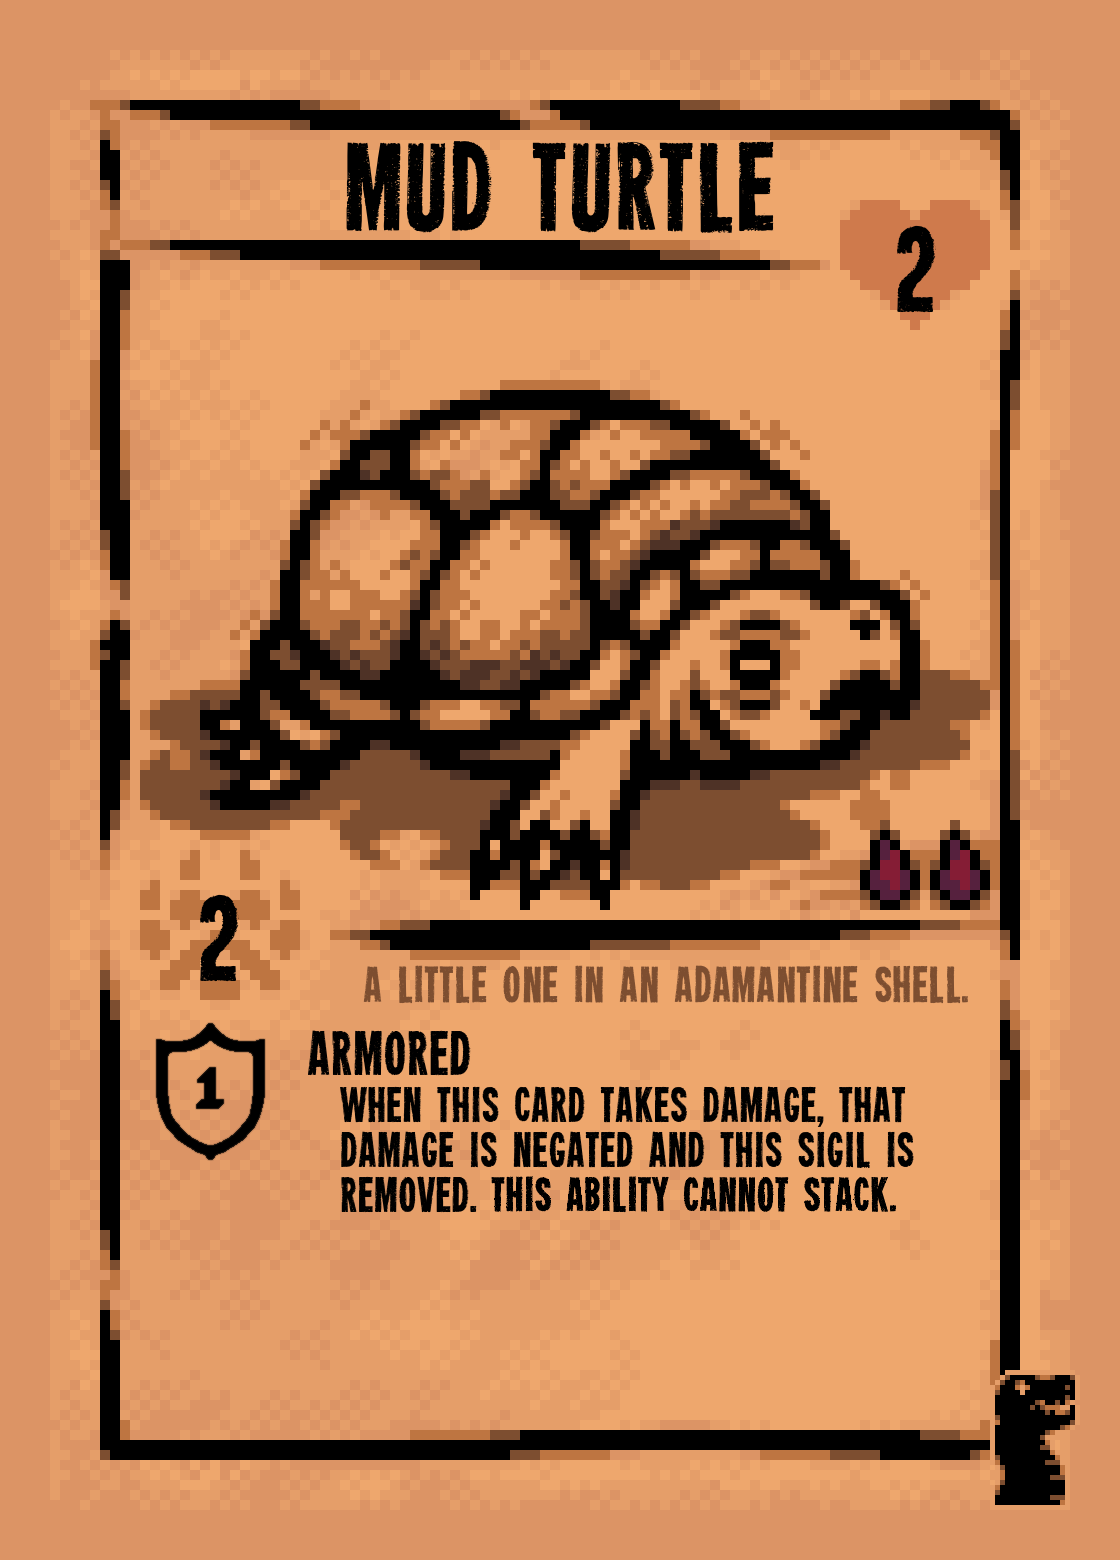 MUD TURTLE
2
2
A LITTLE ONE IN AN ADAMANTINE SHELL.
1
ARMORED
WHEN THIS CARD TAKES DAMAGE, THAT
DAMAGE IS NEGATED AND THIS SIGIL IS
REMOVED. THIS ABILITY CANNOT STACK.